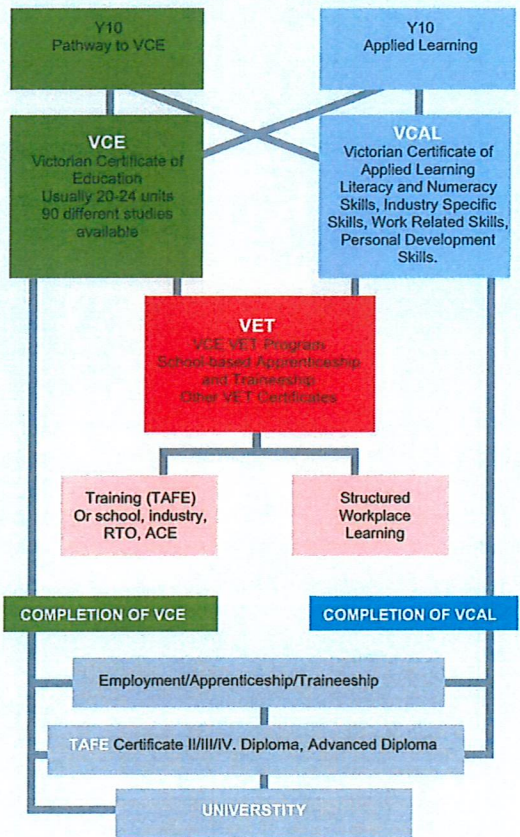 Y10
Pathway to VCE
Y10
Applied Learning
VCE
Victorian Certificate of
Education
Usually 20-24 units
90 different studies
available
VCAL
Victorian Certificate of
Applied Learning
Literacy and Numeracy
Skills, Industry Specific
Skills, Work Related Skills,
Personal Development
Skills.
VET
VCE VET Program
School-based Apprenticeship
and Traineeship
Other VET Certificates
Training (TAFE)
Or school, industry,
RTO, ACE
Structured
Workplace
Learning
COMPLETION OF VCE
COMPLETION OF VCAL
Employment/Apprenticeship/Traineeship
TAFE Certificate II/III/IV. Diploma, Advanced Diploma
UNIVERSTITY